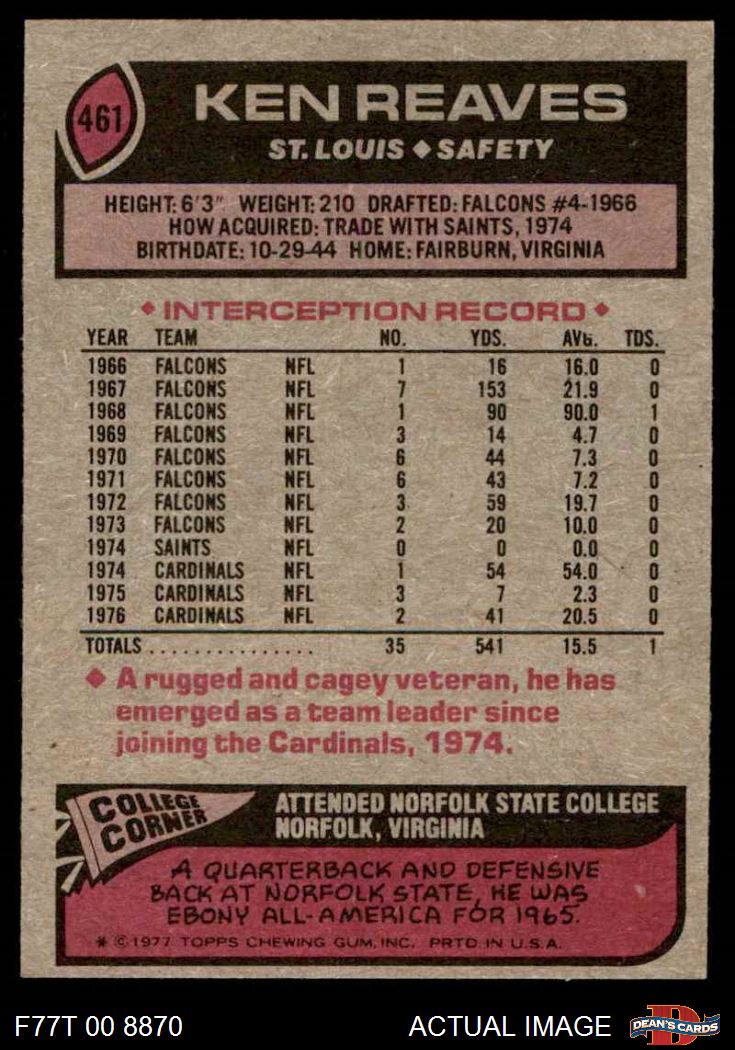 461
KEN REAVES
ST. LOUIS ◆ SAFETY
HEIGHT: 6'3" WEIGHT: 210 DRAFTED: FALCONS #4-1966
HOW ACQUIRED: TRADE WITH SAINTS, 1974
BIRTHDATE: 10-29-44 HOME: FAIRBURN, VIRGINIA
◆ INTERCEPTION RECORD ◆
YEAR TEAM NO. YDS. AVG. TDS.
1966 FALCONS NFL 1 16 16.0 0
1967 FALCONS NFL 7 153 21.9 0
1968 FALCONS NFL 1 90 90.0 1
1969 FALCONS NFL 3 14 4.7 0
1970 FALCONS NFL 6 44 7.3 0
1971 FALCONS NFL 6 43 7.2 0
1972 FALCONS NFL 3 59 19.7 0
1973 FALCONS NFL 2 20 10.0 0
1974 SAINTS NFL 0 0 0.0 0
1974 CARDINALS NFL 1 54 54.0 0
1975 CARDINALS NFL 3 7 2.3 0
1976 CARDINALS NFL 2 41 20.5 0
TOTALS ............... 35 541 15.5 1
◆ A rugged and cagey veteran, he has
emerged as a team leader since
joining the Cardinals, 1974.
COLLEGE
CORNER
ATTENDED NORFOLK STATE COLLEGE
NORFOLK, VIRGINIA
A QUARTERBACK AND DEFENSIVE
BACK AT NORFOLK STATE, HE WAS
EBONY ALL-AMERICA FOR 1965.
* © 1977 TOPPS CHEWING GUM, INC. PRTD. IN U.S.A.
F77T 00 8870
ACTUAL IMAGE
D
DEAN'S CARDS